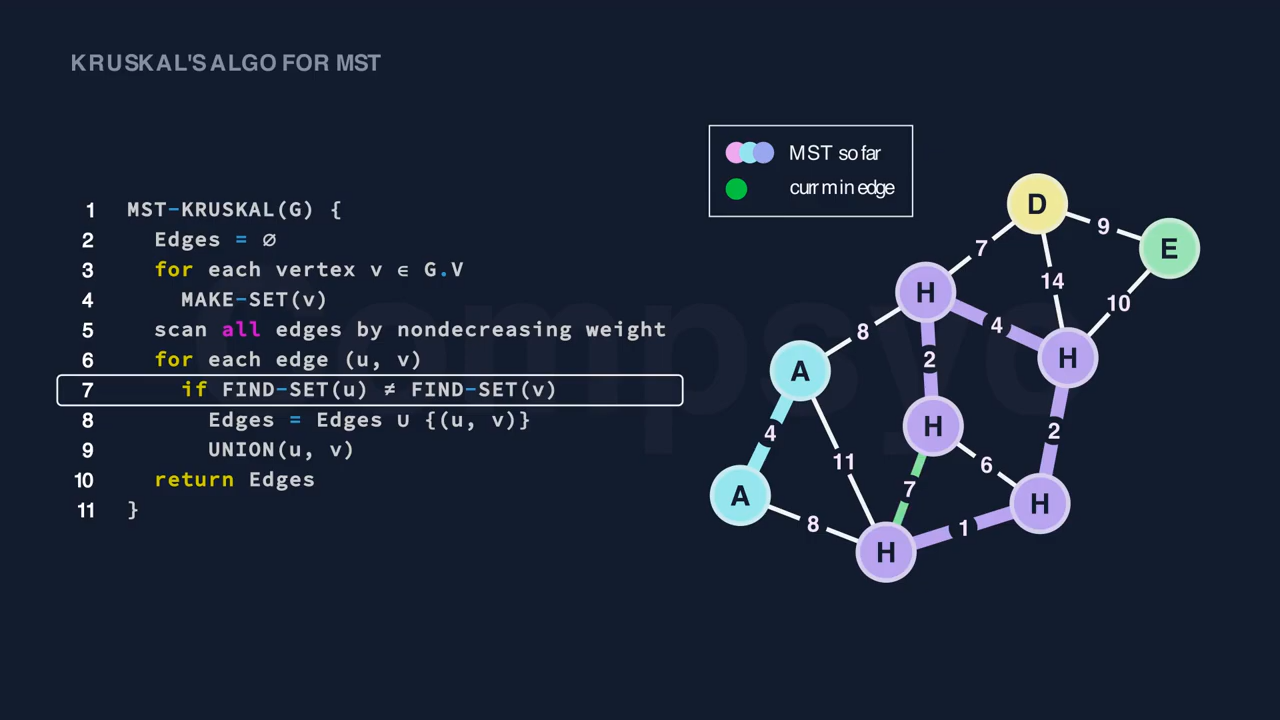 KRUSKAL'S ALGO FOR MST
MST so far
curr min edge
1 MST-KRUSKAL(G) {
2 Edges = ∅
3 for each vertex v ∈ G.V
4 MAKE-SET(v)
5 scan all edges by nondecreasing weight
6 for each edge (u, v)
7 if FIND-SET(u) ≠ FIND-SET(v)
8 Edges = Edges ∪ {(u, v)}
9 UNION(u, v)
10 return Edges
11 }
D
9
E
7
14
10
H
8
4
2
H
A
4
11
H
6
2
7
A
8
H
1
H